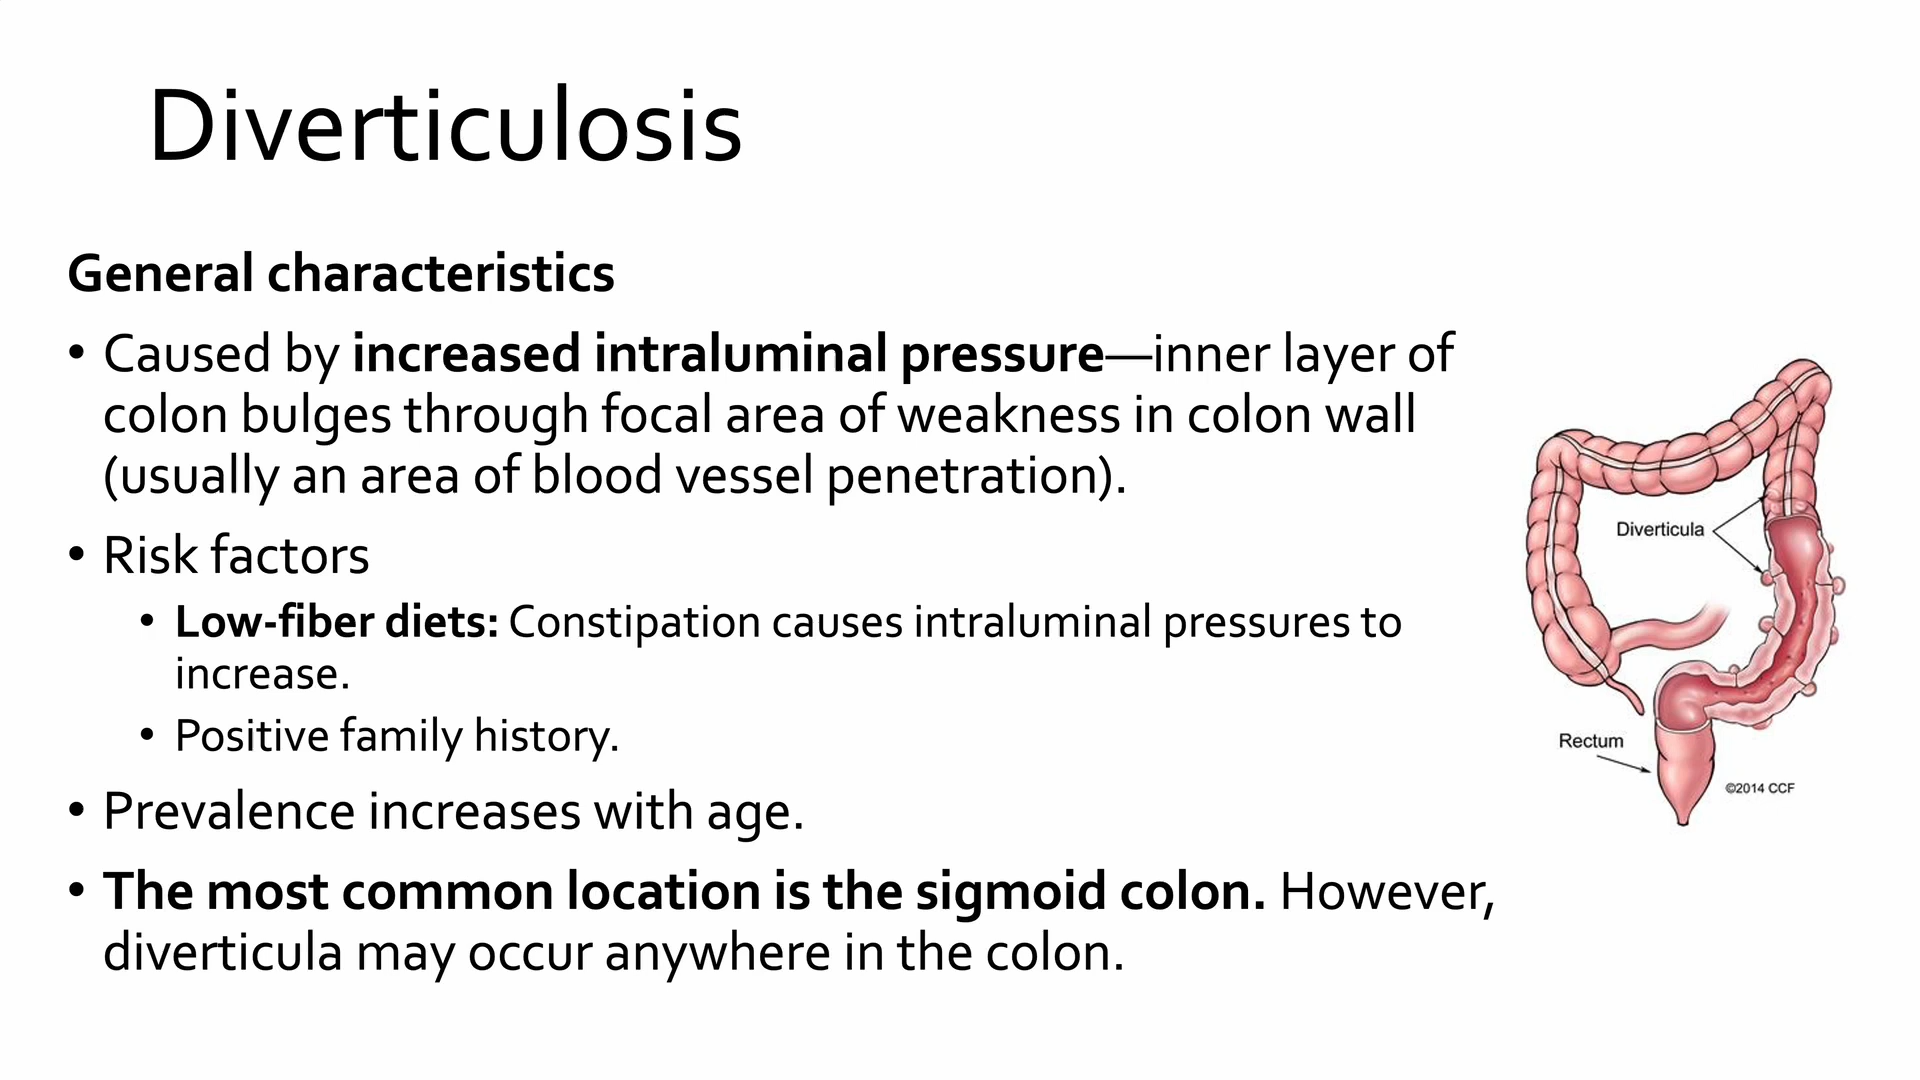 Diverticulosis
General characteristics
• Caused by increased intraluminal pressure—inner layer of
colon bulges through focal area of weakness in colon wall
(usually an area of blood vessel penetration).
• Risk factors
• Low-fiber diets: Constipation causes intraluminal pressures to
increase.
• Positive family history.
• Prevalence increases with age.
• The most common location is the sigmoid colon. However,
diverticula may occur anywhere in the colon.
Diverticula
Rectum
©2014 CCF